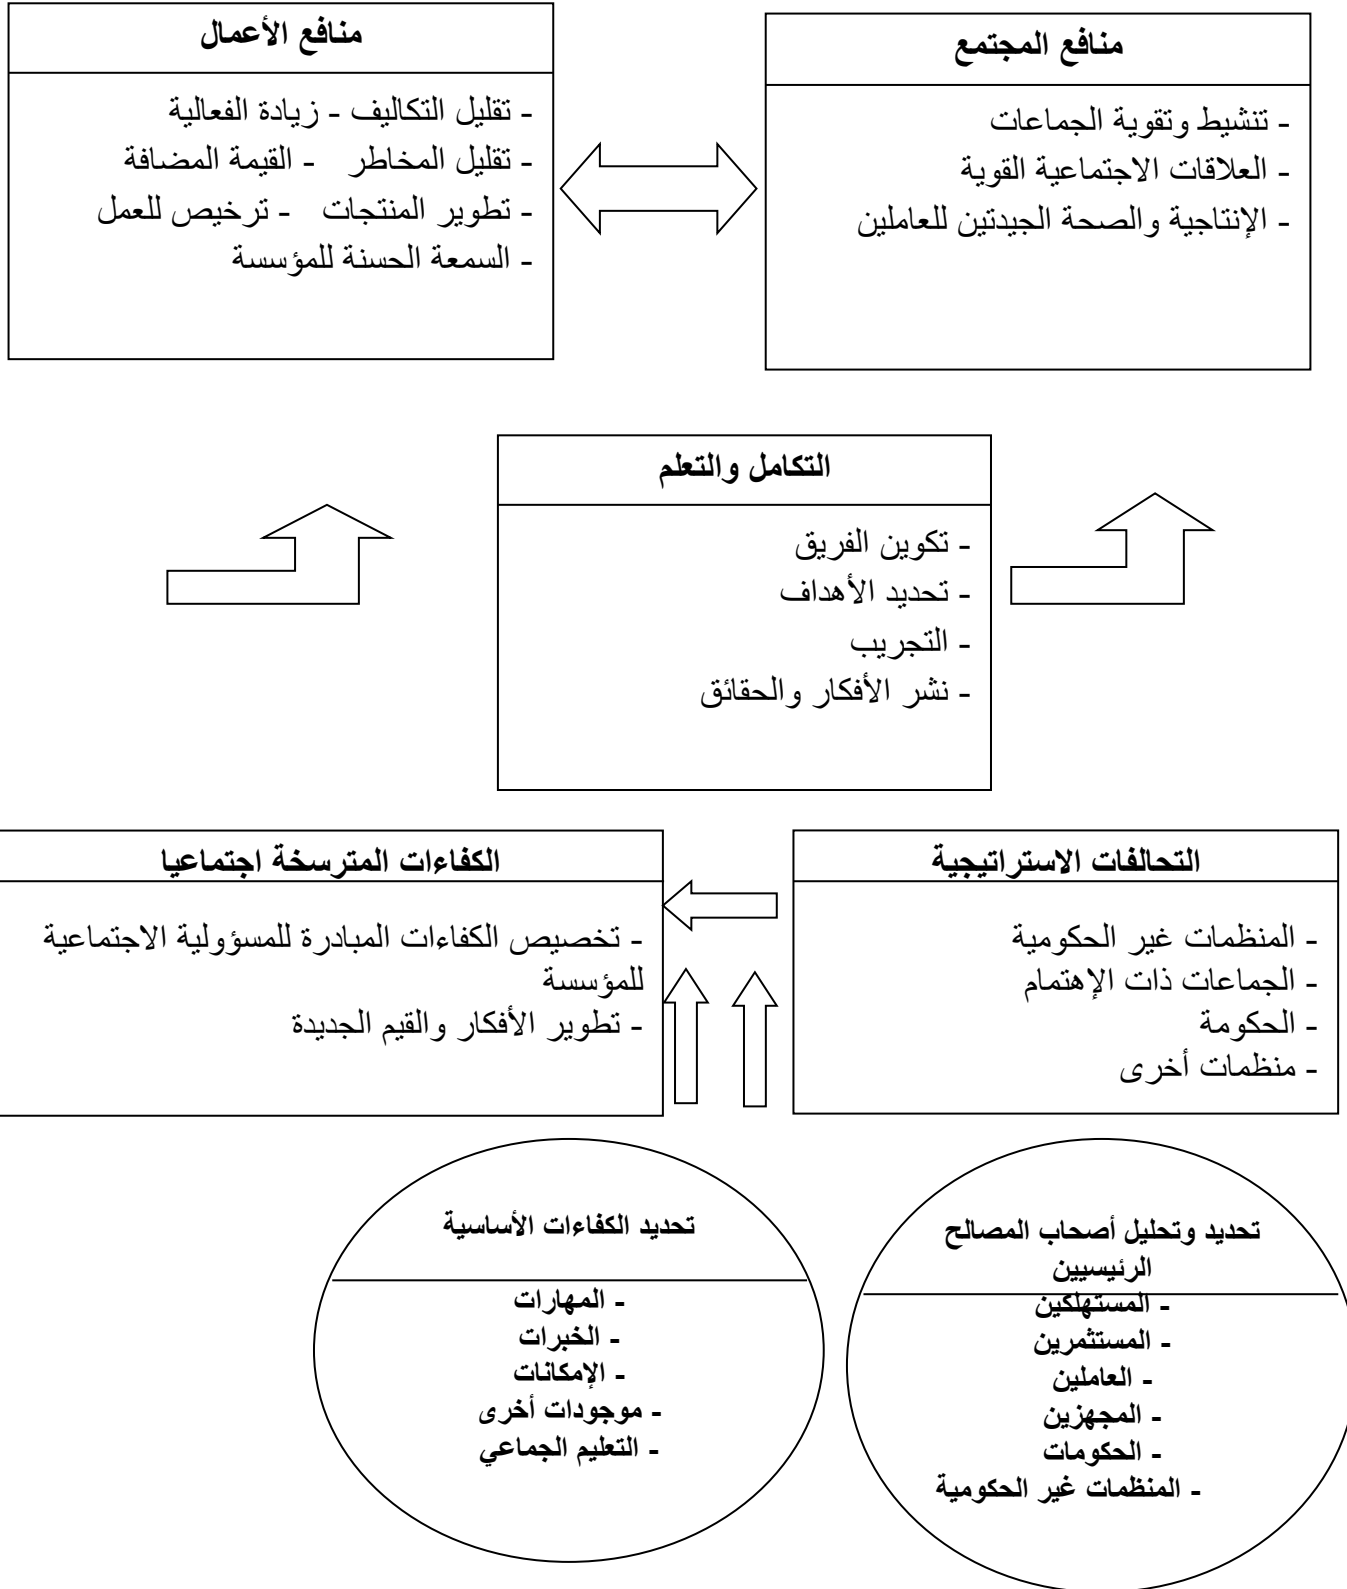 منافع المجتمع
- تنشيط وتقوية الجماعات
- العلاقات الاجتماعية القوية
- الإنتاجية والصحة الجيدتين للعاملين
منافع الأعمال
- تقليل التكاليف - زيادة الفعالية
- تقليل المخاطر - القيمة المضافة
- تطوير المنتجات - ترخيص للعمل
- السمعة الحسنة للمؤسسة
التكامل والتعلم
- تكوين الفريق
- تحديد الأهداف
- التجريب
- نشر الأفكار والحقائق
التحالفات الاستراتيجية
- المنظمات غير الحكومية
- الجماعات ذات الإهتمام
- الحكومة
- منظمات أخرى
الكفاءات المترسخة اجتماعيا
- تخصيص الكفاءات المبادرة للمسؤولية الاجتماعية
للمؤسسة
- تطوير الأفكار والقيم الجديدة
تحديد وتحليل أصحاب المصالح
الرئيسيين
- المستهلكين
- المستثمرين
- العاملين
- المجهزين
- الحكومات
- المنظمات غير الحكومية
تحديد الكفاءات الأساسية
- المهارات
- الخبرات
- الإمكانات
- موجودات أخرى
- التعليم الجماعي